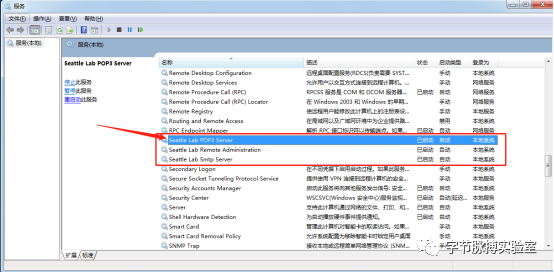 服务
文件(F) 操作(A) 查看(V) 帮助(H)
服务(本地)
服务(本地)
Seattle Lab POP3 Server
停止此服务
暂停此服务
重启动此服务
名称 描述 状态 启动类型 登录为
Remote Desktop Configuration 远程桌面配置服务(RDCS)负责需要 SYST... 手动 本地系统
Remote Desktop Services 允许用户以交互方式连接到远程计算机... 手动 网络服务
Remote Procedure Call (RPC) RPCSS 服务是 COM 和 DCOM 服务器... 已启动 自动 网络服务
Remote Procedure Call (RPC) Locator 在 Windows 2003 和 Windows 的早期... 手动 网络服务
Remote Registry 使远程用户能修改此计算机上的注册表设... 手动 本地服务
Routing and Remote Access 在局域网以及广域网环境中为企业提供路... 禁用 本地系统
RPC Endpoint Mapper 解析 RPC 接口标识符以传输端点。如果... 已启动 自动 网络服务
Seattle Lab POP3 Server 已启动 自动 本地系统
Seattle Lab Remote Administration 已启动 自动 本地系统
Seattle Lab Smtp Server 已启动 自动 本地系统
Secondary Logon 在不同凭据下启用启动过程。如果此服务... 手动 本地系统
Secure Socket Tunneling Protocol Service 提供使用 VPN 连接到远程计算机的安全... 手动 本地服务
Security Accounts Manager 启动此服务将向其他服务发出信号: 安全... 已启动 自动 本地系统
Security Center WSCSVC(Windows 安全中心)服务监视... 已启动 自动(延迟... 本地服务
Server 支持此计算机通过网络的文件、打印、和... 已启动 自动 本地系统
Shell Hardware Detection 为自动播放硬件事件提供通知。 已启动 自动 本地系统
Smart Card 管理此计算机对智能卡的取读访问。如果... 手动 本地服务
Smart Card Removal Policy 允许系统配置为移除智能卡时锁定用户桌面 手动
SNMP Trap 接收本地或远程简单网络管理协议 (SNM... 手动
扩展 标准
字节脉搏实验室